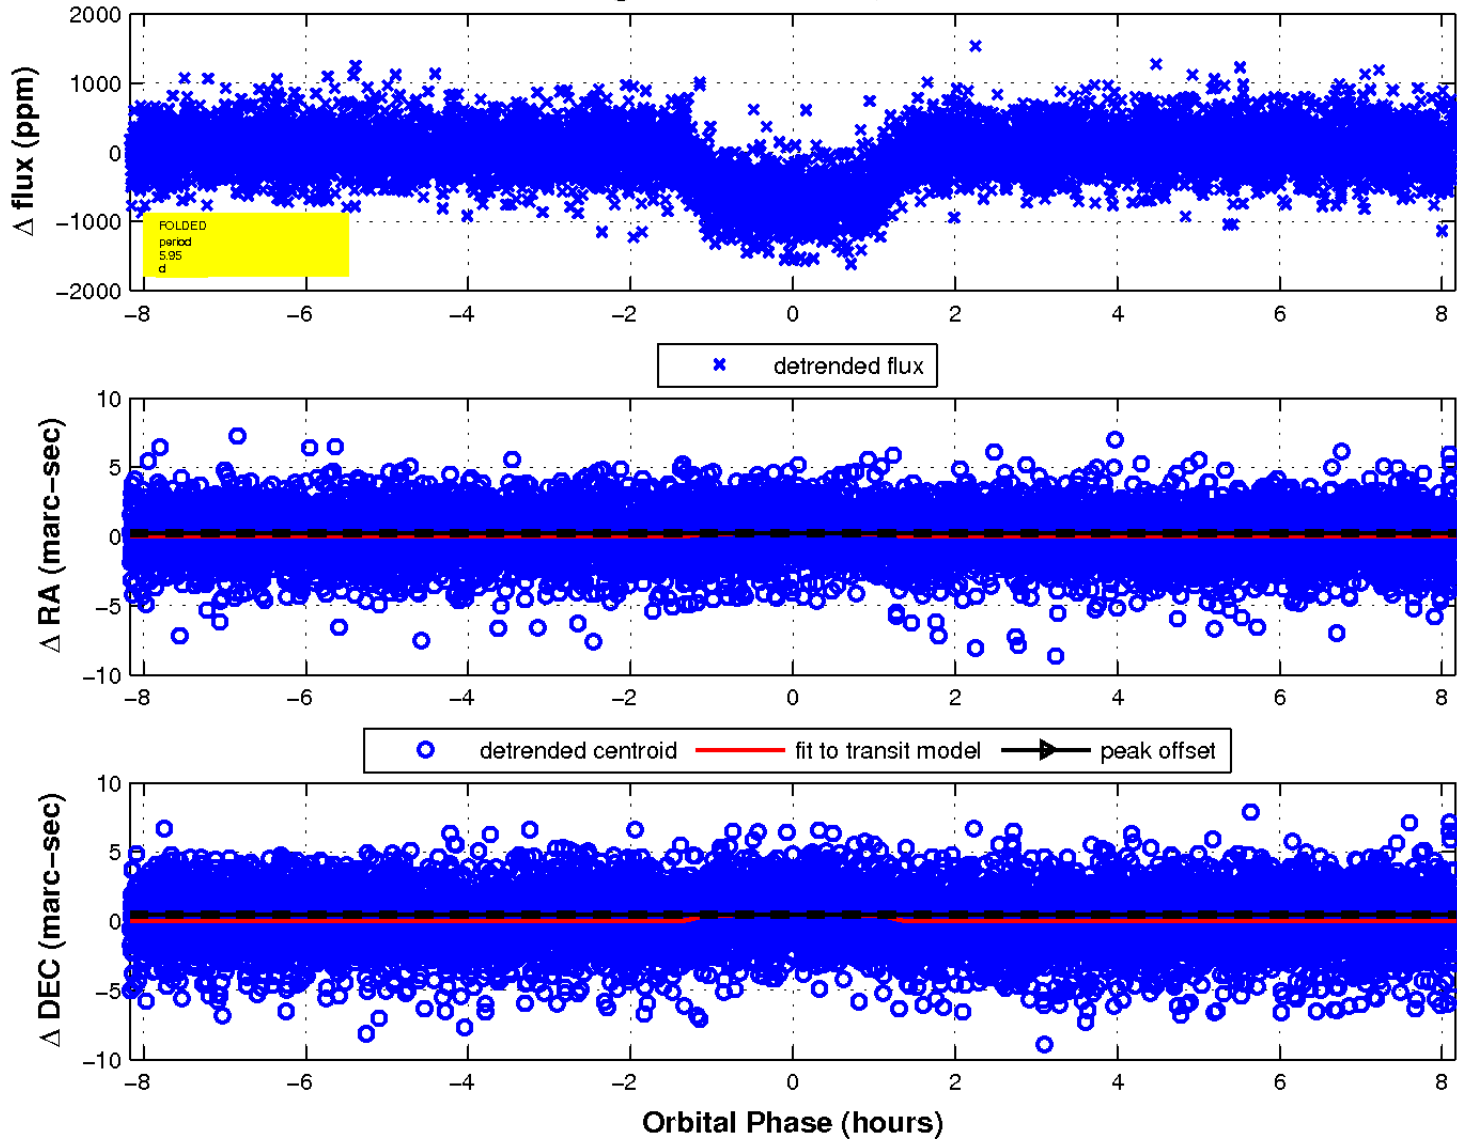 2000
1000
0
−1000
−2000
Δ flux (ppm)
FOLDED
period
5.95
d
−8 −6 −4 −2 0 2 4 6 8
detrended flux
10
5
0
−5
−10
Δ RA (marc−sec)
−8 −6 −4 −2 0 2 4 6 8
detrended centroid fit to transit model peak offset
10
5
0
−5
−10
Δ DEC (marc−sec)
−8 −6 −4 −2 0 2 4 6 8
Orbital Phase (hours)